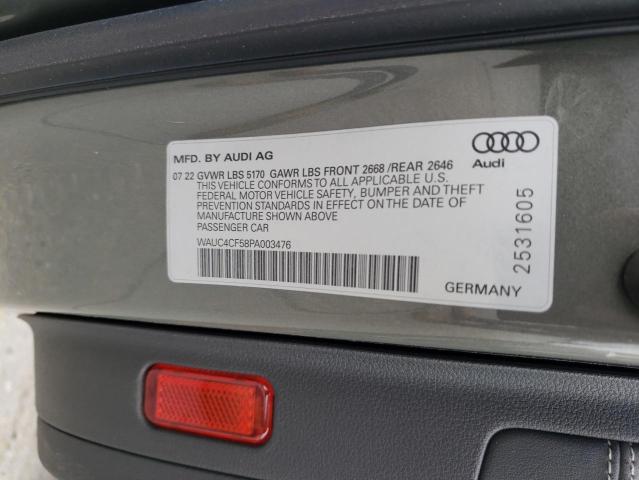 MFD. BY AUDI AG
07 22 GVWR LBS 5170 GAWR LBS FRONT 2668 /REAR 2646
THIS VEHICLE CONFORMS TO ALL APPLICABLE U.S.
FEDERAL MOTOR VEHICLE SAFETY, BUMPER AND THEFT
PREVENTION STANDARDS IN EFFECT ON THE DATE OF
MANUFACTURE SHOWN ABOVE
PASSENGER CAR
WAUC4CF58PA003476
Audi
2531605
GERMANY